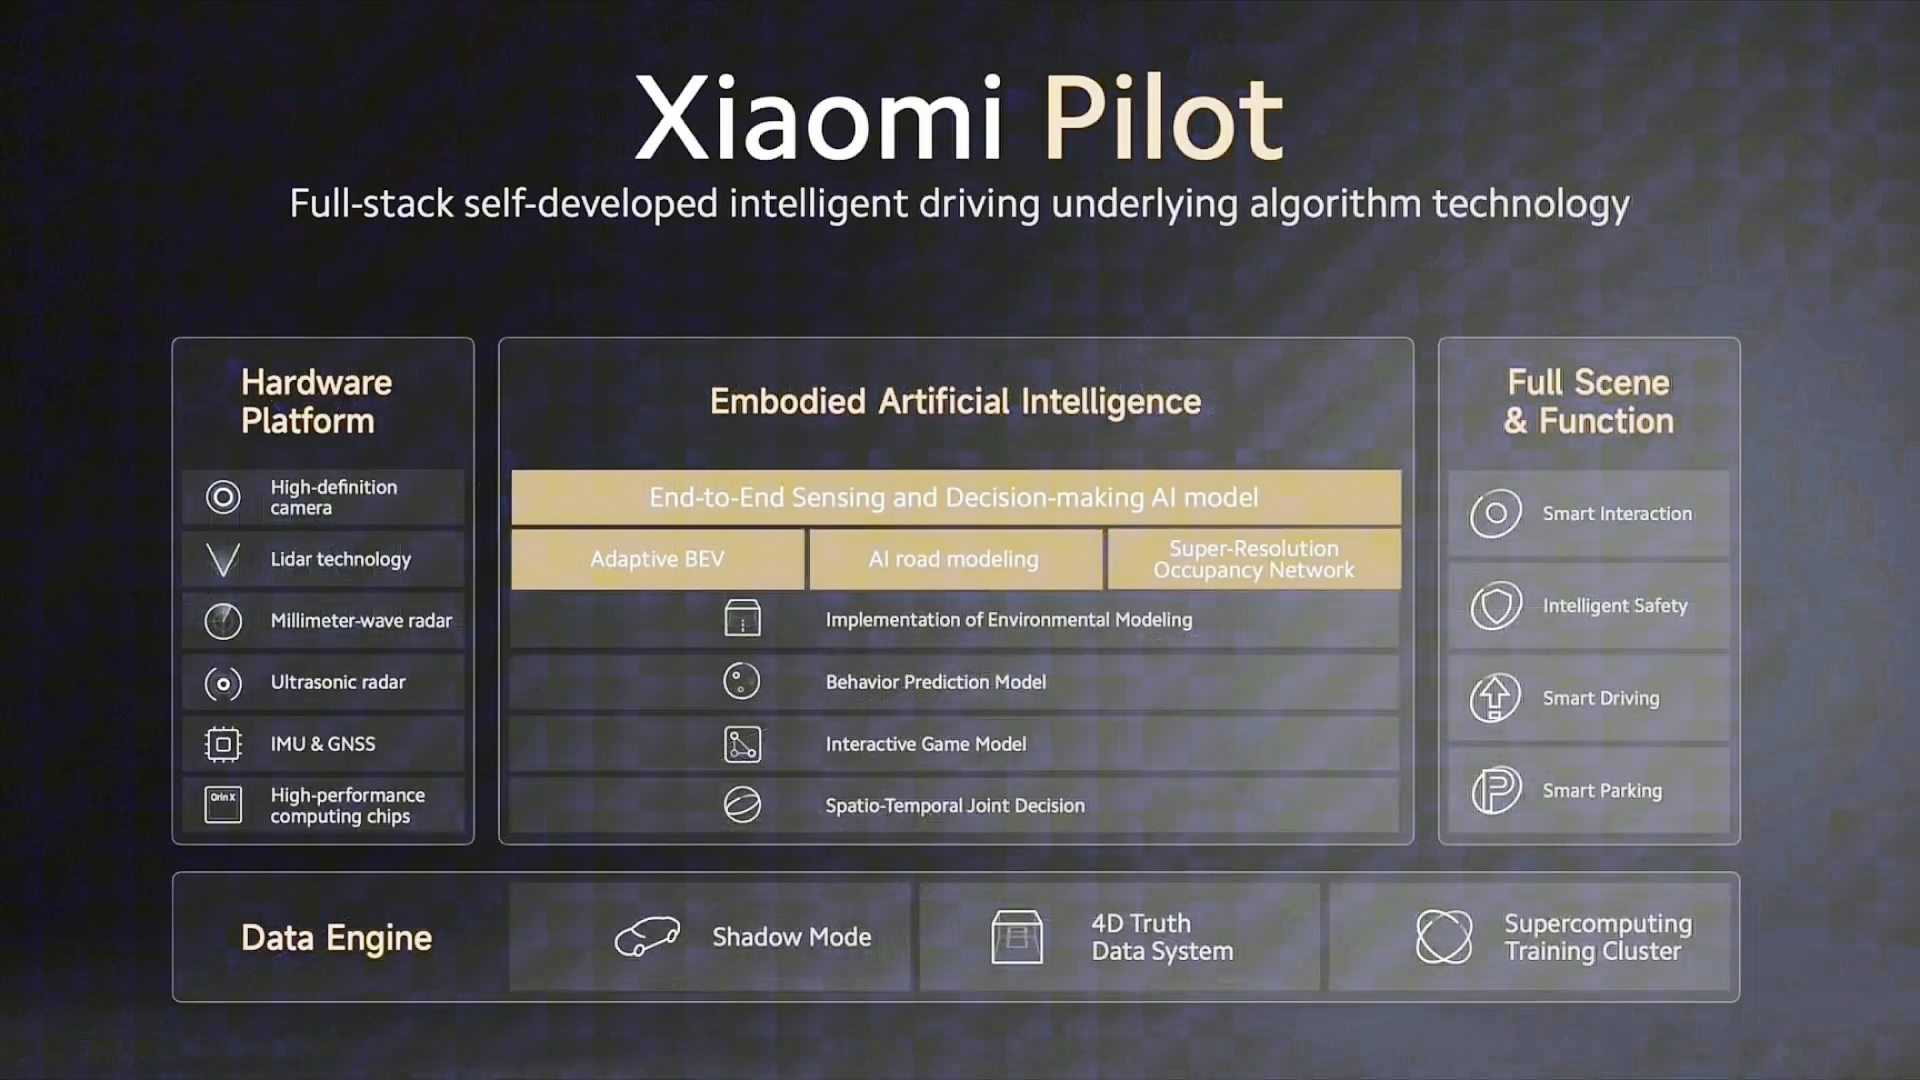 Xiaomi Pilot
Full-stack self-developed intelligent driving underlying algorithm technology
Hardware
Platform
High-definition
camera
Lidar technology
Millimeter-wave radar
Ultrasonic radar
IMU & GNSS
Orin X
High-performance
computing chips
Embodied Artificial Intelligence
End-to-End Sensing and Decision-making AI model
Adaptive BEV
AI road modeling
Super-Resolution
Occupancy Network
Implementation of Environmental Modeling
Behavior Prediction Model
Interactive Game Model
Spatio-Temporal Joint Decision
Full Scene
& Function
Smart Interaction
Intelligent Safety
Smart Driving
Smart Parking
Data Engine
Shadow Mode
4D Truth
Data System
Supercomputing
Training Cluster